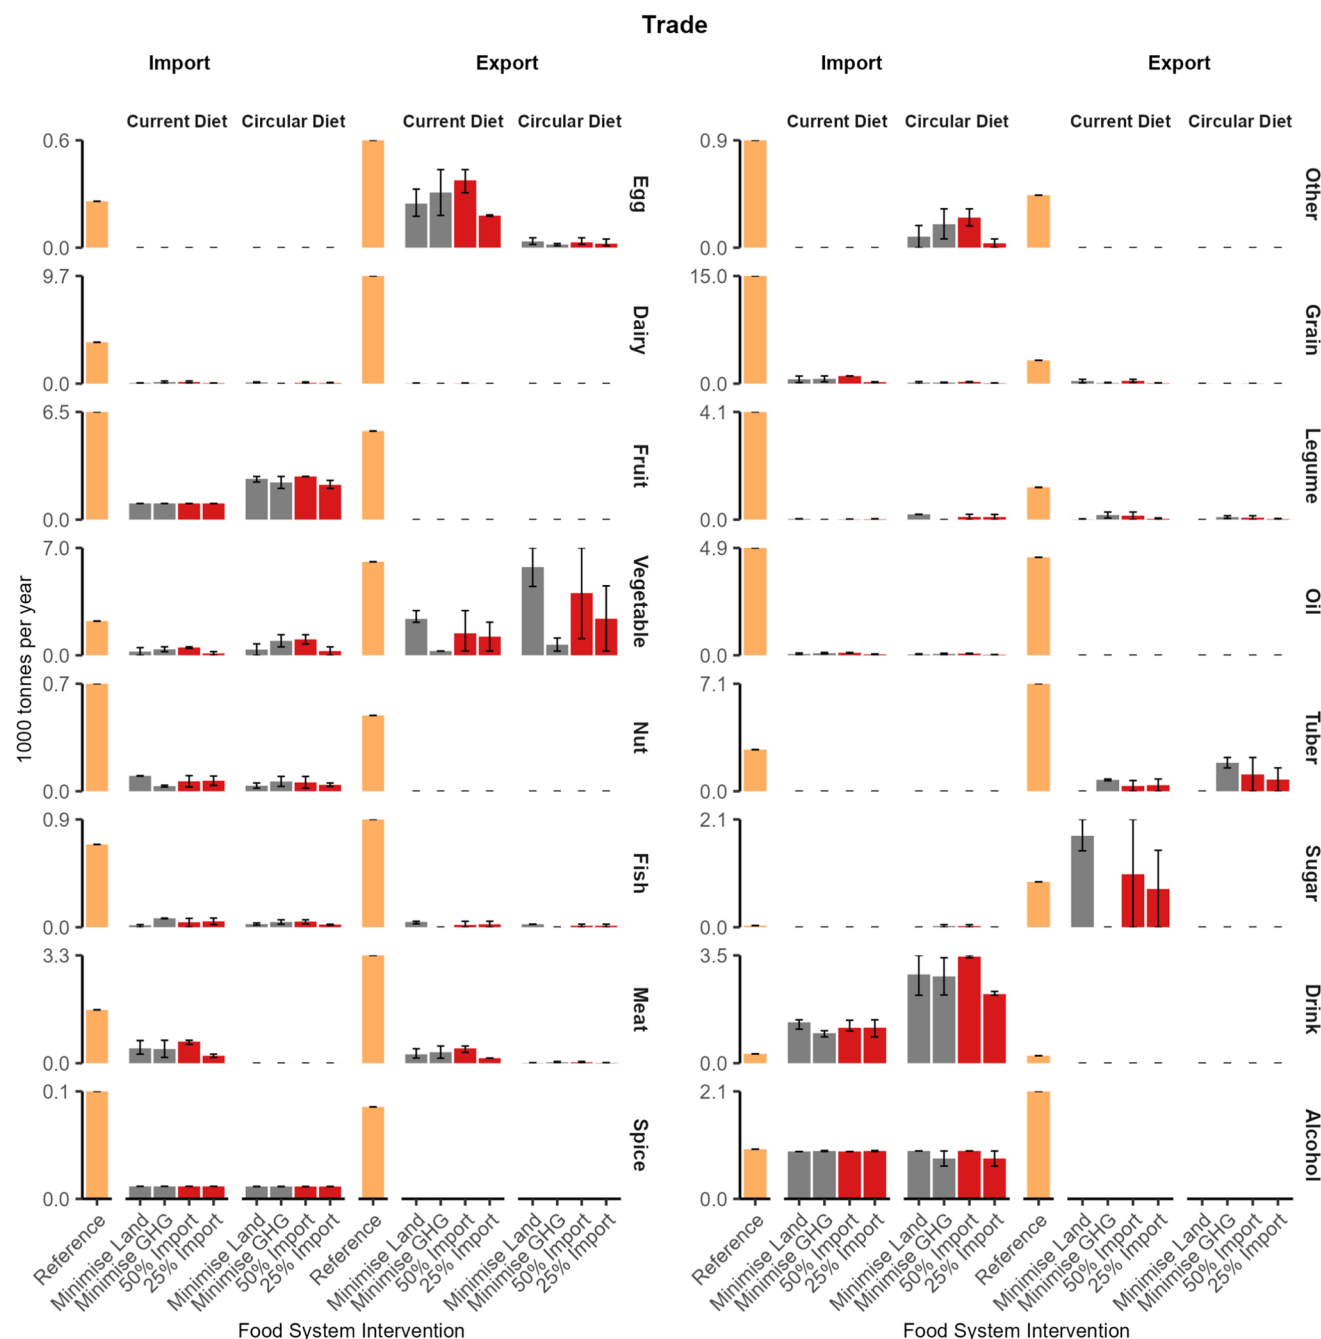 Trade
Import Export Import Export
Current Diet Circular Diet Current Diet Circular Diet Current Diet Circular Diet Current Diet Circular Diet
1000 tonnes per year
0.6
0.0
Egg
0.9
0.0
Other
9.7
0.0
Dairy
15.0
0.0
Grain
6.5
0.0
Fruit
4.1
0.0
Legume
7.0
0.0
Vegetable
4.9
0.0
Oil
0.7
0.0
Nut
7.1
0.0
Tuber
0.9
0.0
Fish
2.1
0.0
Sugar
3.3
0.0
Meat
3.5
0.0
Drink
0.1
0.0
Spice
2.1
0.0
Alcohol
Reference
Minimise Land
Minimise GHG
50% Import
25% Import
Minimise Land
Minimise GHG
50% Import
25% Import
Reference
Minimise Land
Minimise GHG
50% Import
25% Import
Minimise Land
Minimise GHG
50% Import
25% Import
Reference
Minimise Land
Minimise GHG
50% Import
25% Import
Minimise Land
Minimise GHG
50% Import
25% Import
Reference
Minimise Land
Minimise GHG
50% Import
25% Import
Minimise Land
Minimise GHG
50% Import
25% Import
Food System Intervention Food System Intervention